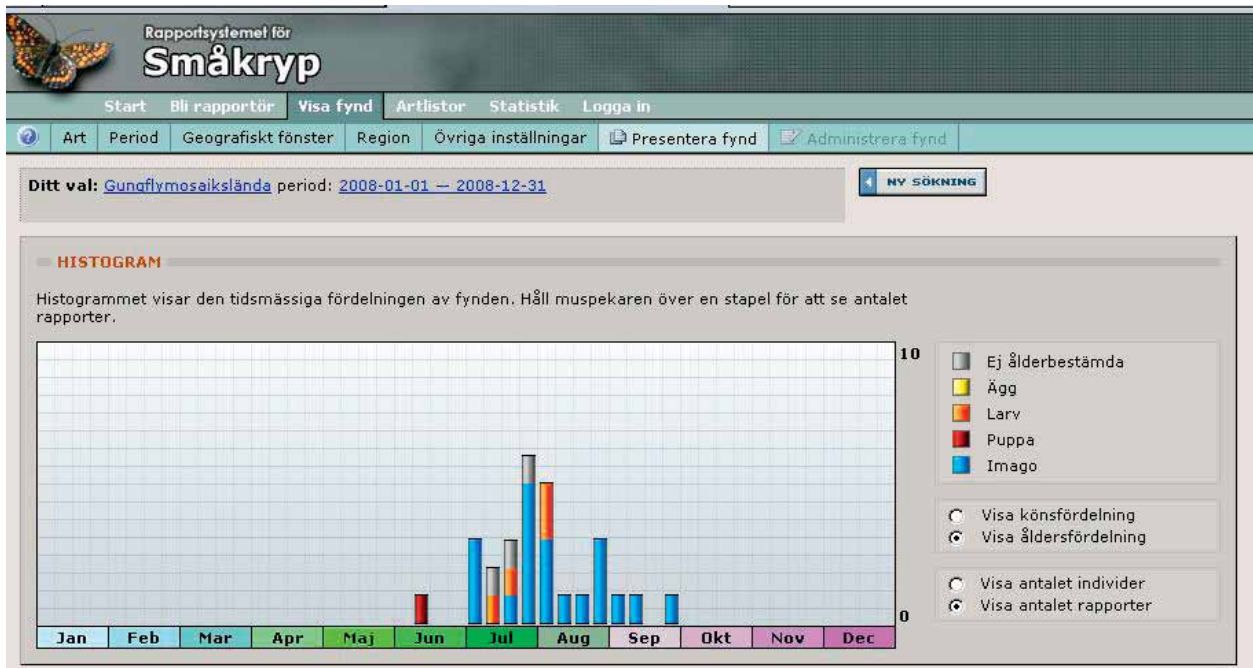 Rapportsystemet för
Småkryp
Start Bli rapportör Visa fynd Artlistor Statistik Logga in
Art Period Geografiskt fönster Region Övriga inställningar Presentera fynd Administrera fynd
Ditt val: Gungflymosaikslända period: 2008-01-01 — 2008-12-31
NY SÖKNING
HISTOGRAM
Histogrammet visar den tidsmässiga fördelningen av fynden. Håll muspekaren över en stapel för att se antalet
rapporter.
10
0
Jan Feb Mar Apr Maj Jun Jul Aug Sep Okt Nov Dec
Ej ålderbestämda
Ägg
Larv
Puppa
Imago
Visa könsfördelning
Visa åldersfördelning
Visa antalet individer
Visa antalet rapporter